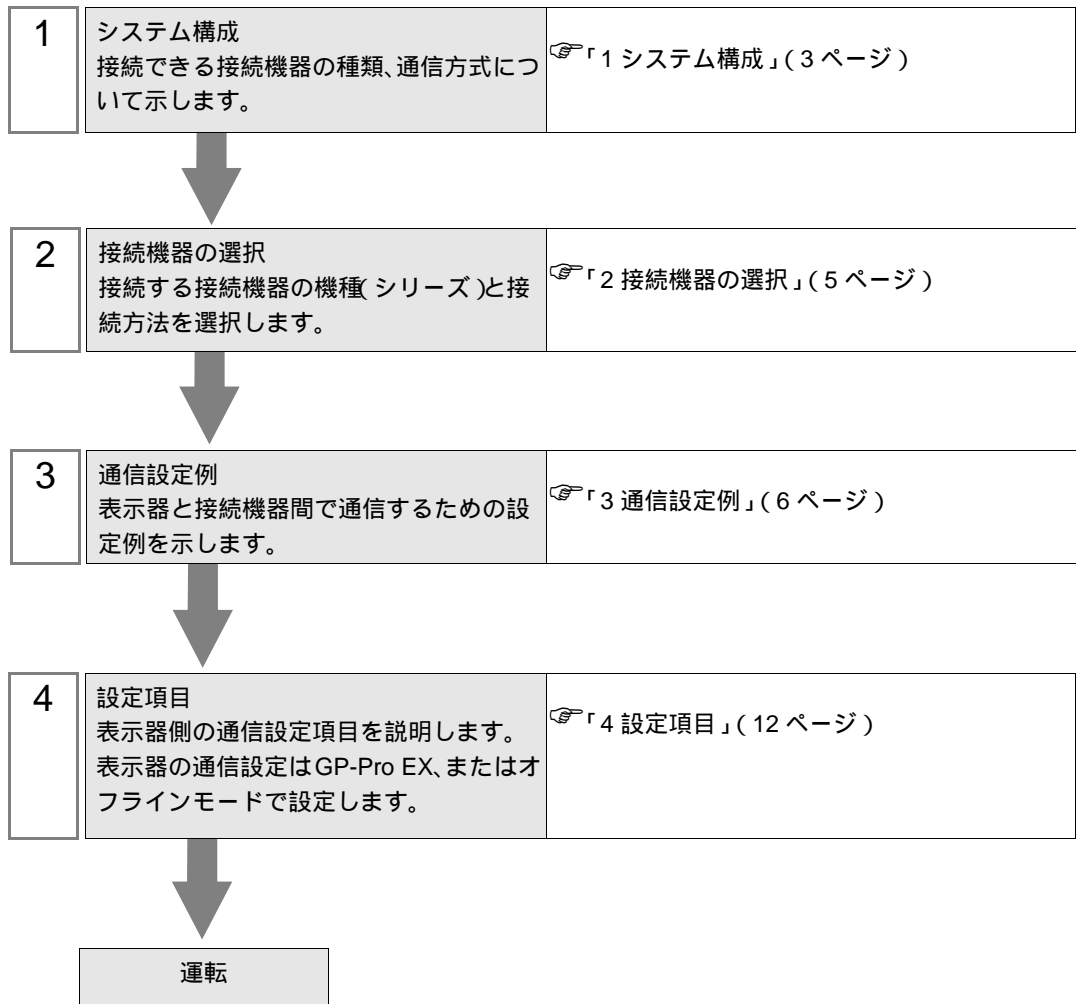 1
システム構成
接続できる接続機器の種類、通信方式につ
いて示します。
☞「1 システム構成」( 3 ページ )
2
接続機器の選択
接続する接続機器の機種( シリーズ )と接
続方法を選択します。
☞「2 接続機器の選択」( 5 ページ )
3
通信設定例
表示器と接続機器間で通信するための設
定例を示します。
☞「3 通信設定例」( 6 ページ )
4
設定項目
表示器側の通信設定項目を説明します。
表示器の通信設定はGP-Pro EX、またはオ
フラインモードで設定します。
☞「4 設定項目」( 12 ページ )
運転